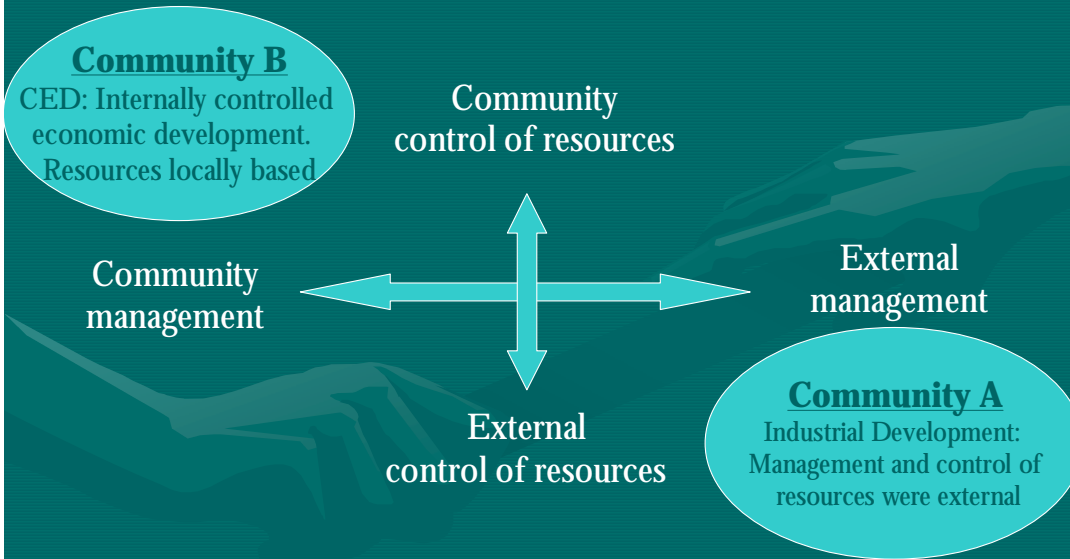 Community B
CED: Internally controlled
economic development.
Resources locally based
Community
control of resources
Community
management
External
management
External
control of resources
Community A
Industrial Development:
Management and control of
resources were external